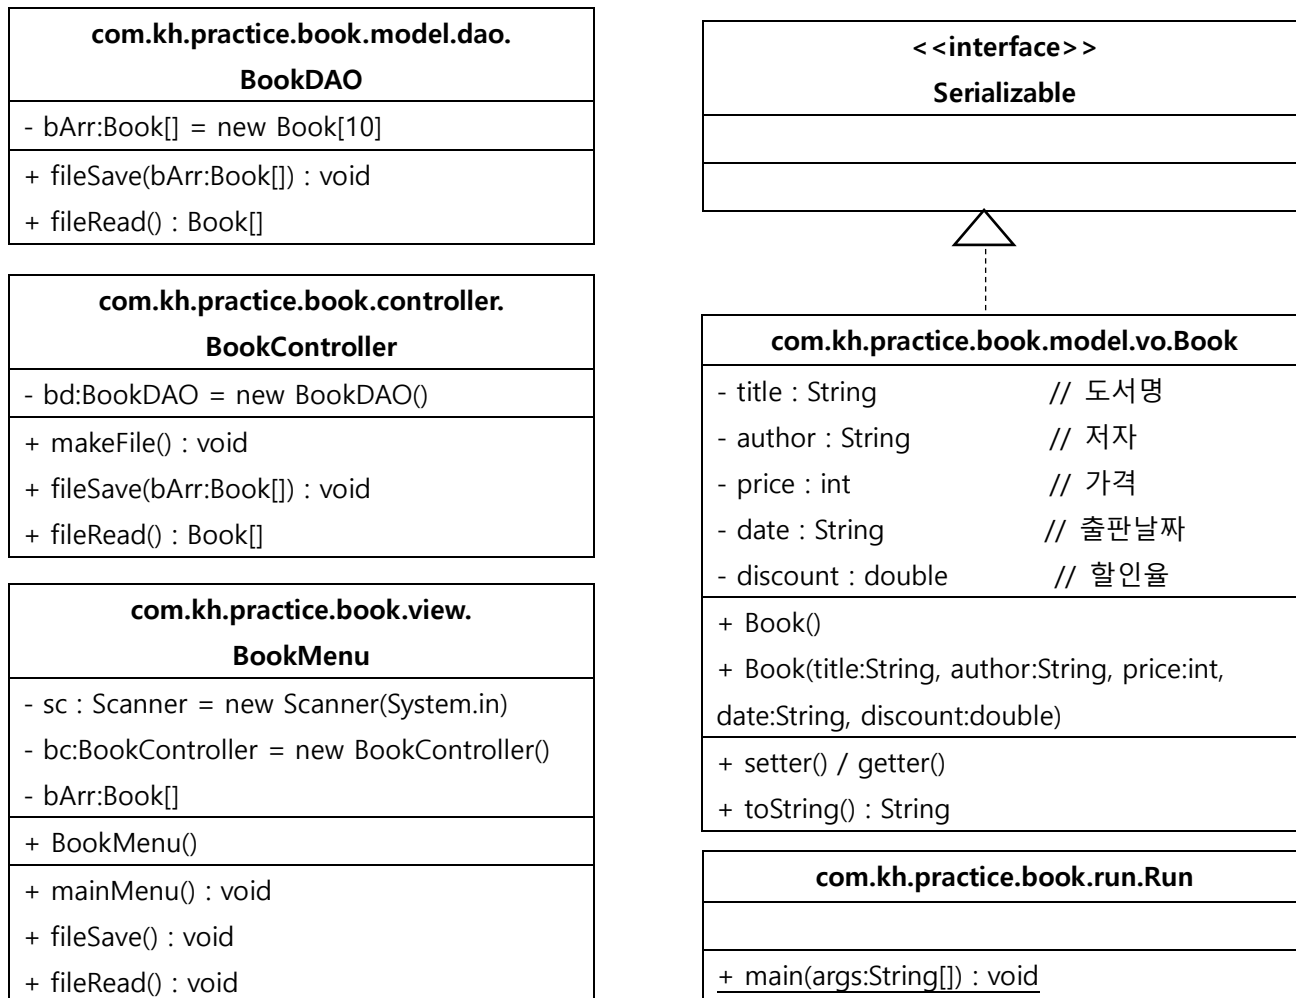 com.kh.practice.book.model.dao.
BookDAO
- bArr:Book[] = new Book[10]
+ fileSave(bArr:Book[]) : void
+ fileRead() : Book[]
com.kh.practice.book.controller.
BookController
- bd:BookDAO = new BookDAO()
+ makeFile() : void
+ fileSave(bArr:Book[]) : void
+ fileRead() : Book[]
com.kh.practice.book.view.
BookMenu
- sc : Scanner = new Scanner(System.in)
- bc:BookController = new BookController()
- bArr:Book[]
+ BookMenu()
+ mainMenu() : void
+ fileSave() : void
+ fileRead() : void
<<interface>>
Serializable
com.kh.practice.book.model.vo.Book
- title : String // 도서명
- author : String // 저자
- price : int // 가격
- date : String // 출판날짜
- discount : double // 할인율
+ Book()
+ Book(title:String, author:String, price:int,
date:String, discount:double)
+ setter() / getter()
+ toString() : String
com.kh.practice.book.run.Run
+ main(args:String[]) : void